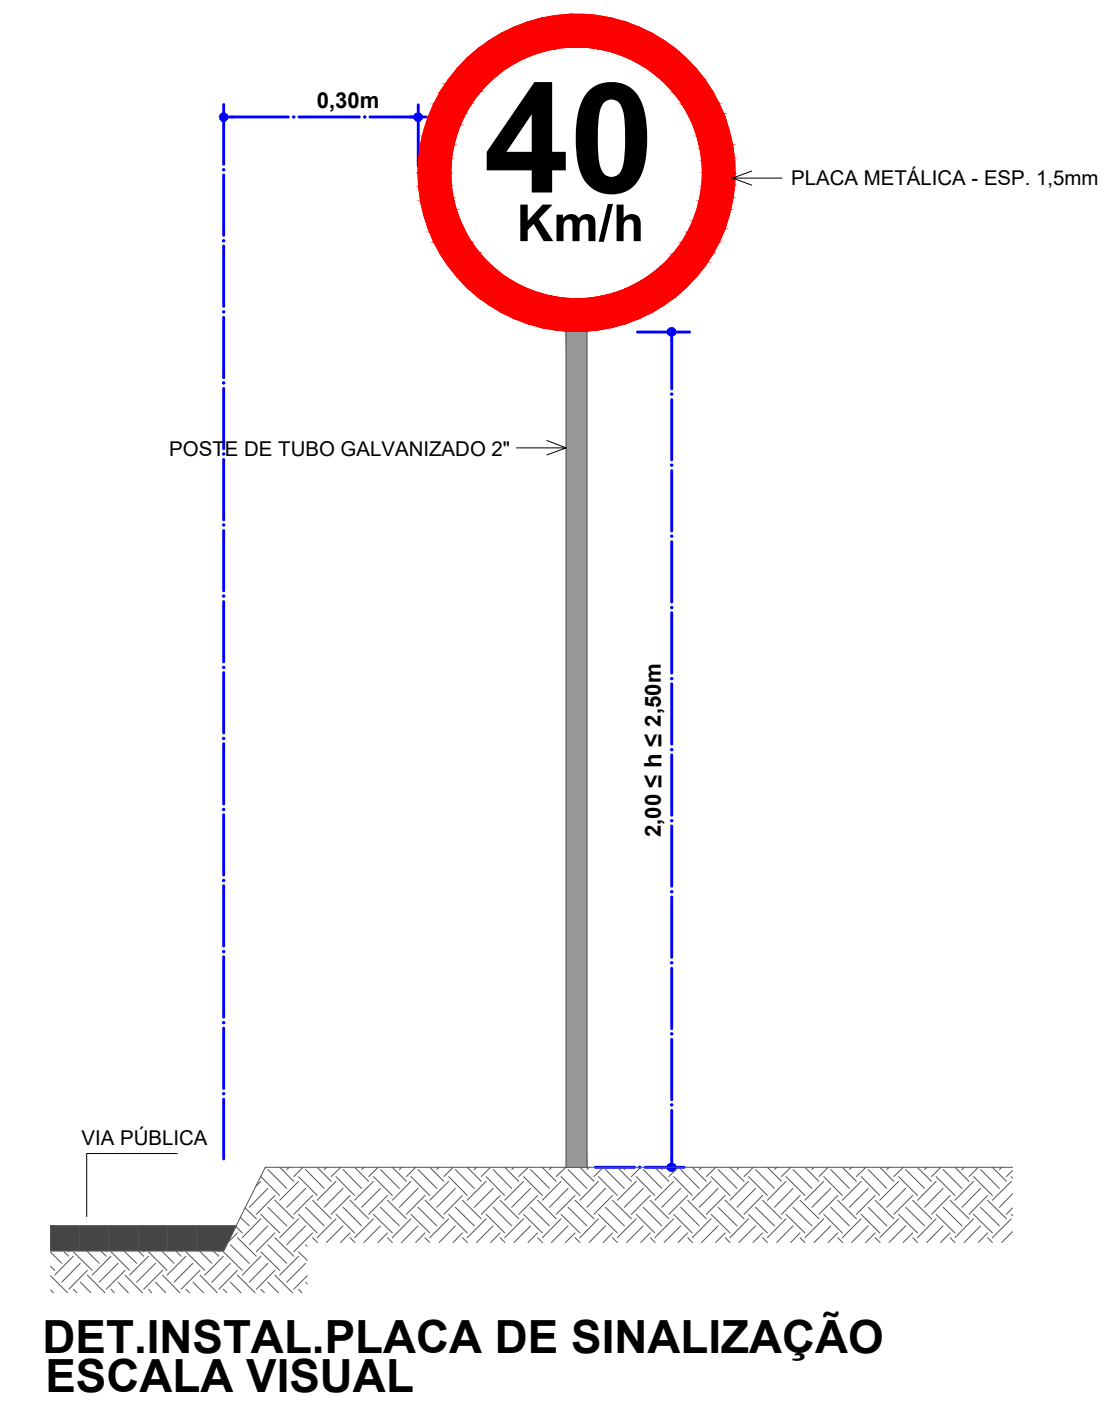 0,30m
40
Km/h
PLACA METÁLICA - ESP. 1,5mm
POSTE DE TUBO GALVANIZADO 2"
2,00 ≤ h ≤ 2,50m
VIA PÚBLICA
DET.INSTAL.PLACA DE SINALIZAÇÃO
ESCALA VISUAL